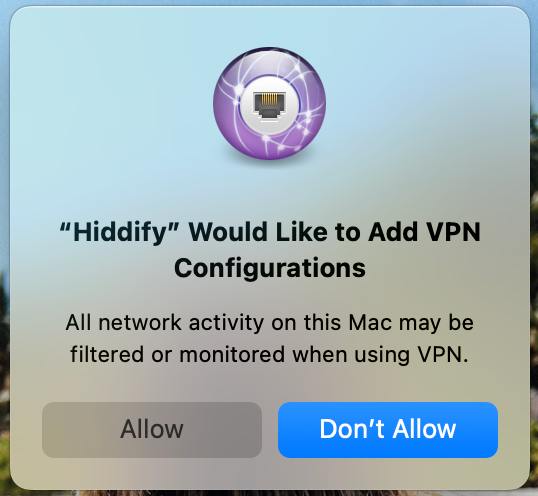 “Hiddify” Would Like to Add VPN
Configurations
All network activity on this Mac may be
filtered or monitored when using VPN.
Allow
Don’t Allow